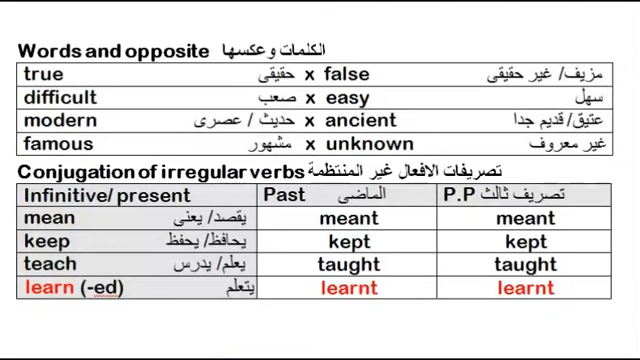 Words and opposite الكلمات وعكسها
true حقيقى x false مزيف/ غير حقيقى
difficult صعب x easy سهل
modern حديث / عصرى x ancient عتيق/ قديم جدا
famous مشهور x unknown غير معروف
Conjugation of irregular verbs تصريفات الافعال غير المنتظمة
Infinitive/ present Past الماضى P.P تصريف ثالث
mean يقصد/ يعنى meant meant
keep يحافظ/ يحفظ kept kept
teach يعلم/ يدرس taught taught
learn (-ed) يتعلم learnt learnt